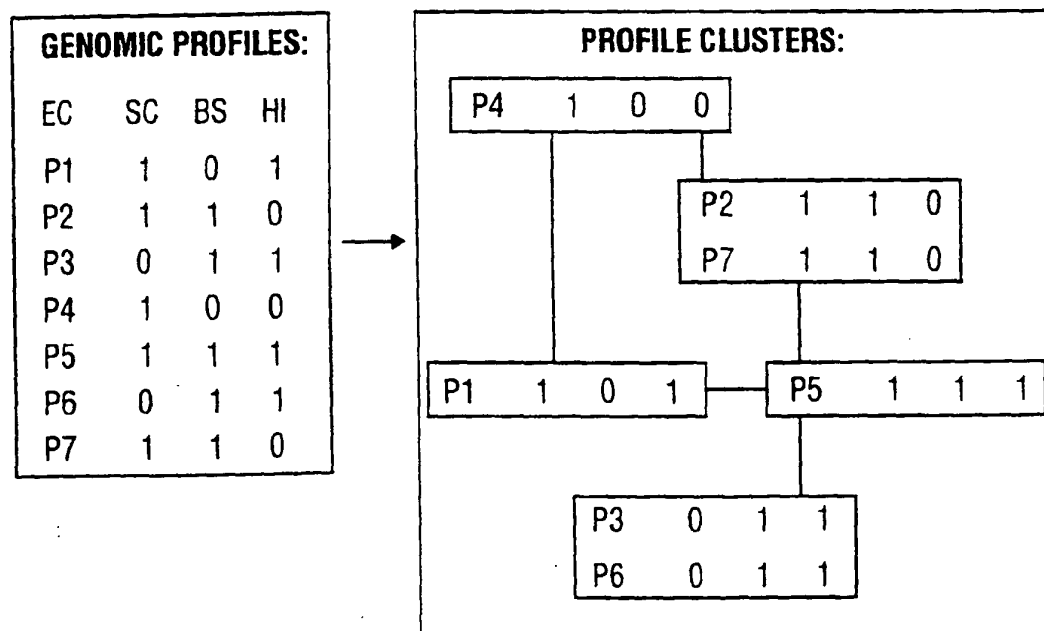 GENOMIC PROFILES:
EC SC BS HI
P1 1 0 1
P2 1 1 0
P3 0 1 1
P4 1 0 0
P5 1 1 1
P6 0 1 1
P7 1 1 0
PROFILE CLUSTERS:
P4 1 0 0
P2 1 1 0
P7 1 1 0
P1 1 0 1
P5 1 1 1
P3 0 1 1
P6 0 1 1